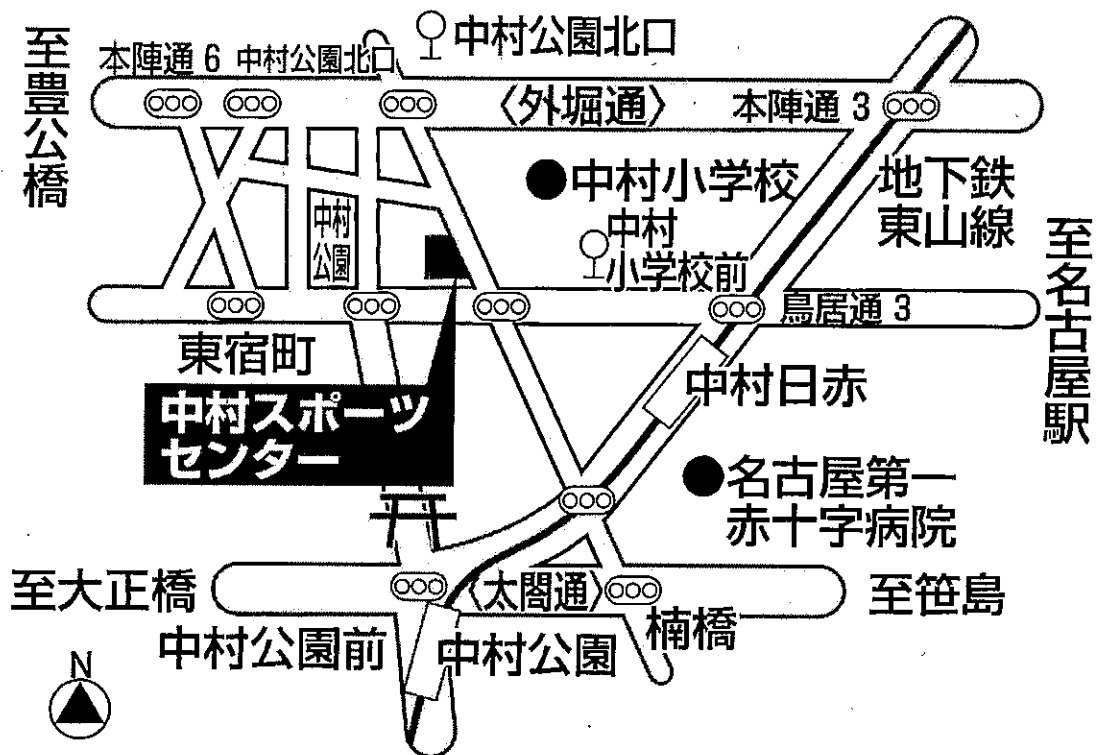 中村公園北口
至豊公橋
本陣通6
中村公園北口
〈外堀通〉
本陣通3
中村小学校
地下鉄
東山線
中村
公園
中村
小学校前
至名古屋駅
鳥居通3
東宿町
中村日赤
中村スポーツ
センター
名古屋第一
赤十字病院
至大正橋
〈太閤通〉
至笹島
楠橋
中村公園前
中村公園
N